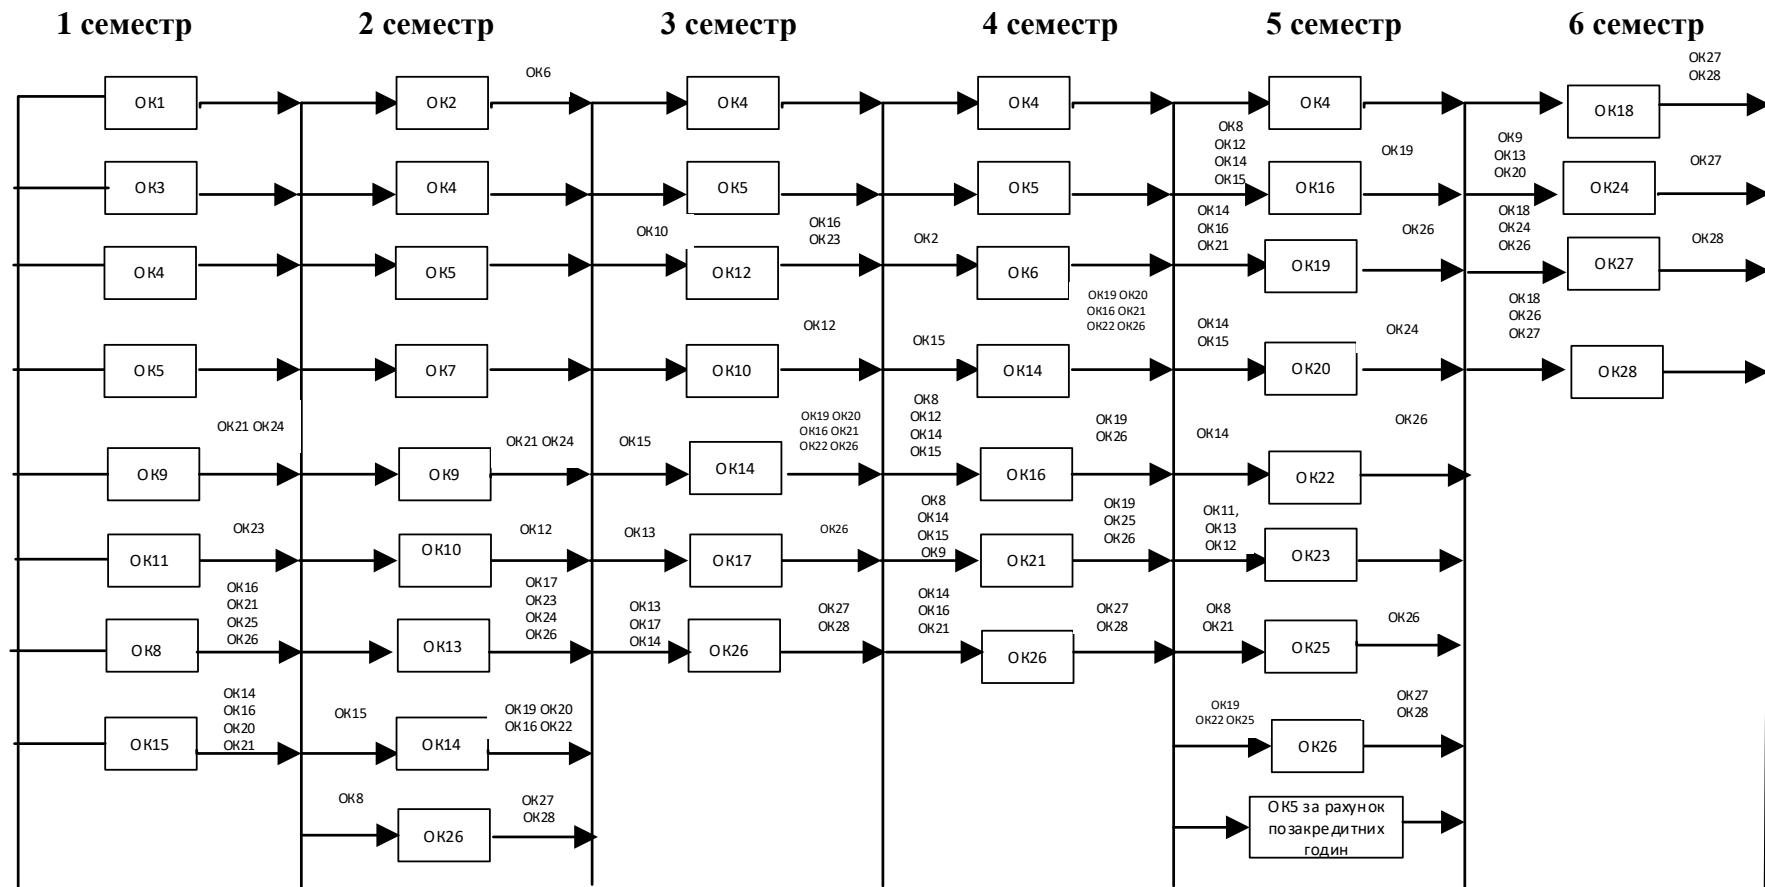 1 семестр
2 семестр
3 семестр
4 семестр
5 семестр
6 семестр
ОК1
ОК2
ОК6
ОК4
ОК4
ОК4
ОК18
ОК27
ОК28
ОК3
ОК4
ОК5
ОК5
ОК8
ОК12
ОК14
ОК15
ОК16
ОК19
ОК9
ОК13
ОК20
ОК24
ОК27
ОК4
ОК5
ОК10
ОК12
ОК16
ОК23
ОК2
ОК6
ОК14
ОК16
ОК21
ОК19
ОК26
ОК18
ОК24
ОК26
ОК27
ОК28
ОК5
ОК7
ОК10
ОК12
ОК15
ОК14
ОК19 ОК20
ОК16 ОК21
ОК22 ОК26
ОК14
ОК15
ОК20
ОК24
ОК18
ОК26
ОК27
ОК28
ОК9
ОК21 ОК24
ОК9
ОК21 ОК24
ОК15
ОК14
ОК19 ОК20
ОК16 ОК21
ОК22 ОК26
ОК8
ОК12
ОК14
ОК15
ОК16
ОК19
ОК26
ОК14
ОК22
ОК26
ОК11
ОК23
ОК10
ОК12
ОК13
ОК17
ОК26
ОК8
ОК14
ОК15
ОК9
ОК21
ОК19
ОК25
ОК26
ОК11,
ОК13
ОК12
ОК23
ОК8
ОК16
ОК21
ОК25
ОК26
ОК13
ОК17
ОК23
ОК24
ОК26
ОК13
ОК17
ОК14
ОК26
ОК27
ОК28
ОК14
ОК16
ОК21
ОК26
ОК27
ОК28
ОК8
ОК21
ОК25
ОК26
ОК15
ОК14
ОК16
ОК20
ОК21
ОК15
ОК14
ОК19 ОК20
ОК16 ОК22
ОК19
ОК22 ОК25
ОК26
ОК27
ОК28
ОК8
ОК26
ОК27
ОК28
ОК5 за рахунок
позакредитних
годин